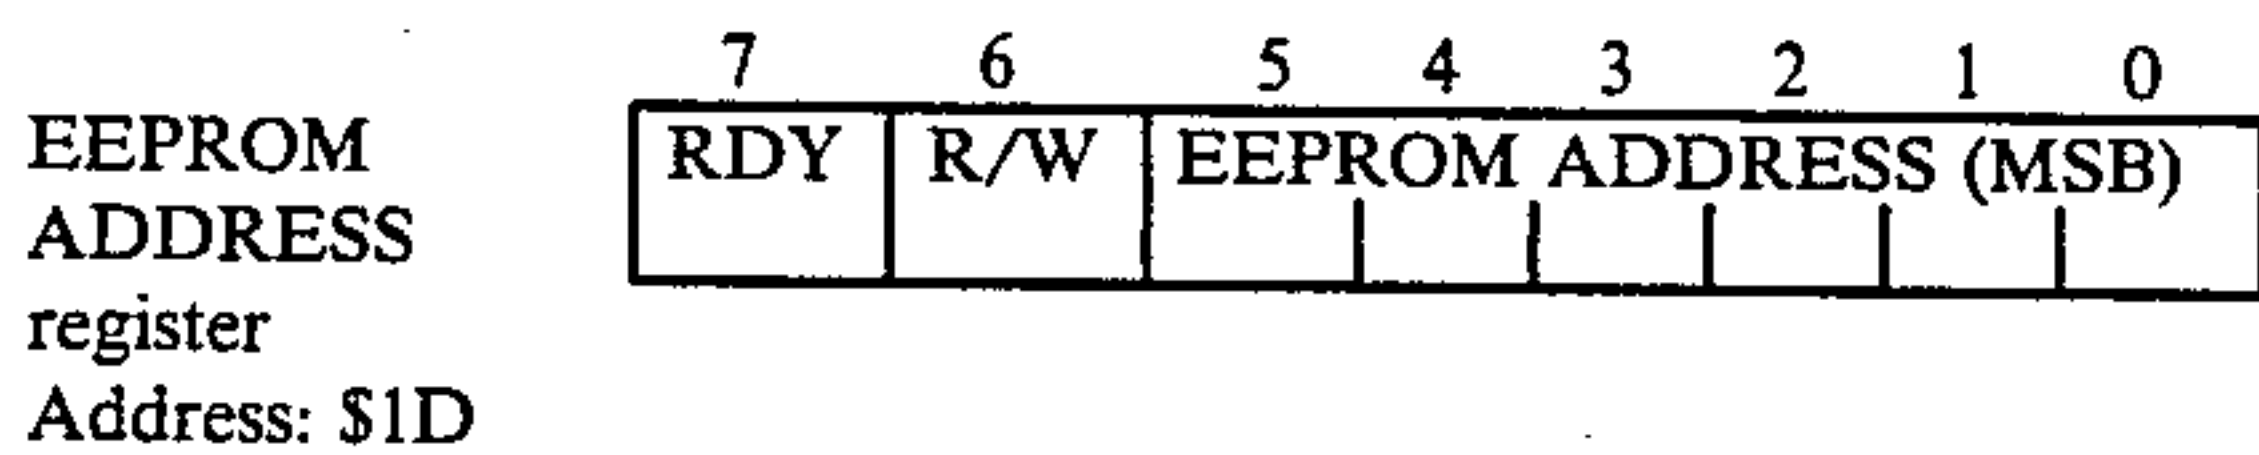 7 6 5 4 3 2 1 0
EEPROM RDY R/W EEPROM ADDRESS (MSB)
ADDRESS
register
Address: $1D